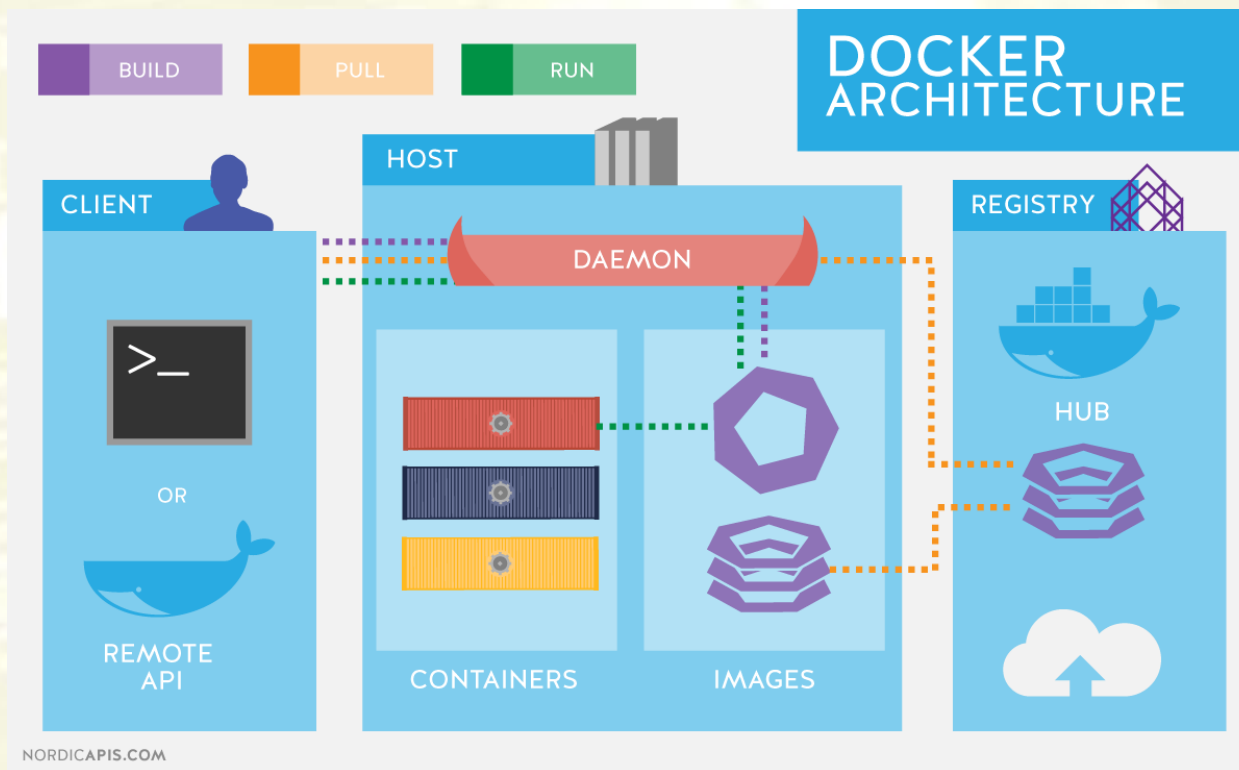 BUILD
PULL
RUN
DOCKER
ARCHITECTURE
HOST
CLIENT
REGISTRY
DAEMON
>_
HUB
OR
REMOTE
API
CONTAINERS
IMAGES
NORDICAPIS.COM